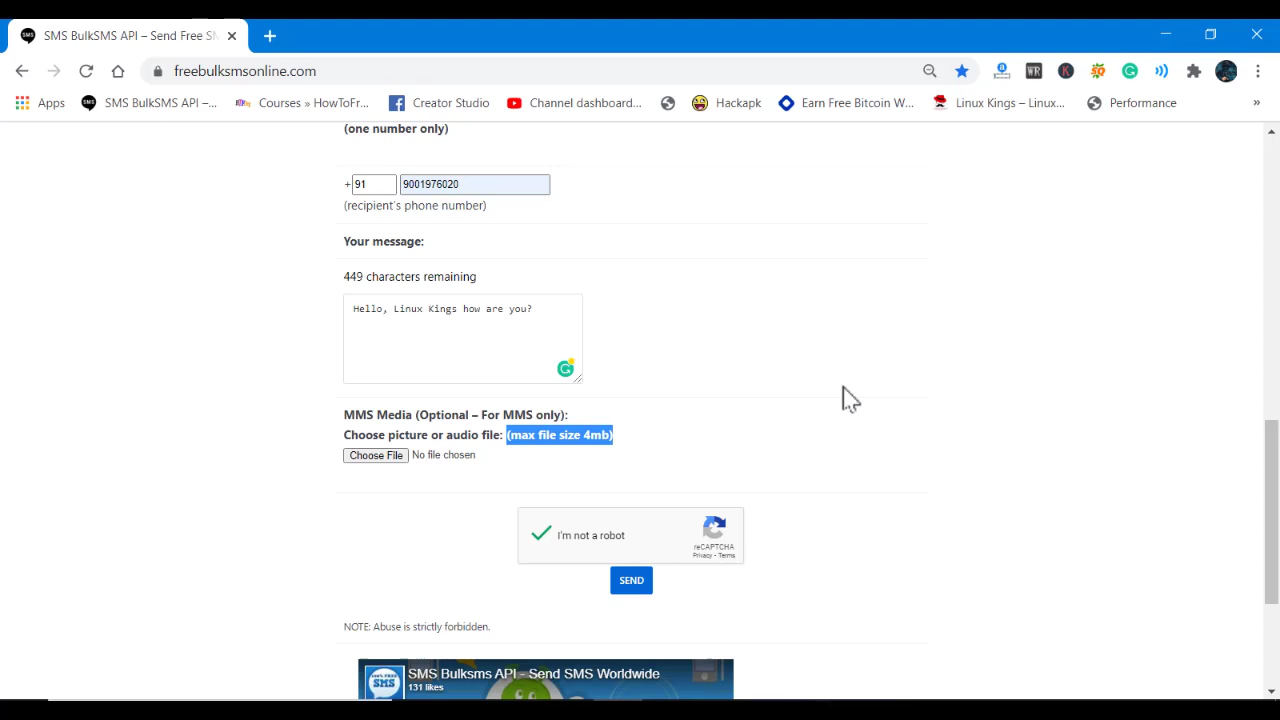 SMS BulkSMS API – Send Free SM
freebulksmsonline.com
Apps
SMS BulkSMS API –...
Courses » HowToFr...
Creator Studio
Channel dashboard...
Hackapk
Earn Free Bitcoin W...
Linux Kings – Linux...
Performance
»
(one number only)
+ 91 9001976020
(recipient's phone number)
Your message:
449 characters remaining
Hello, Linux Kings how are you?
MMS Media (Optional – For MMS only):
Choose picture or audio file: (max file size 4mb)
Choose File No file chosen
I'm not a robot
reCAPTCHA
Privacy - Terms
SEND
NOTE: Abuse is strictly forbidden.
100% FREE
SMS
SMS Bulksms API - Send SMS Worldwide
131 likes